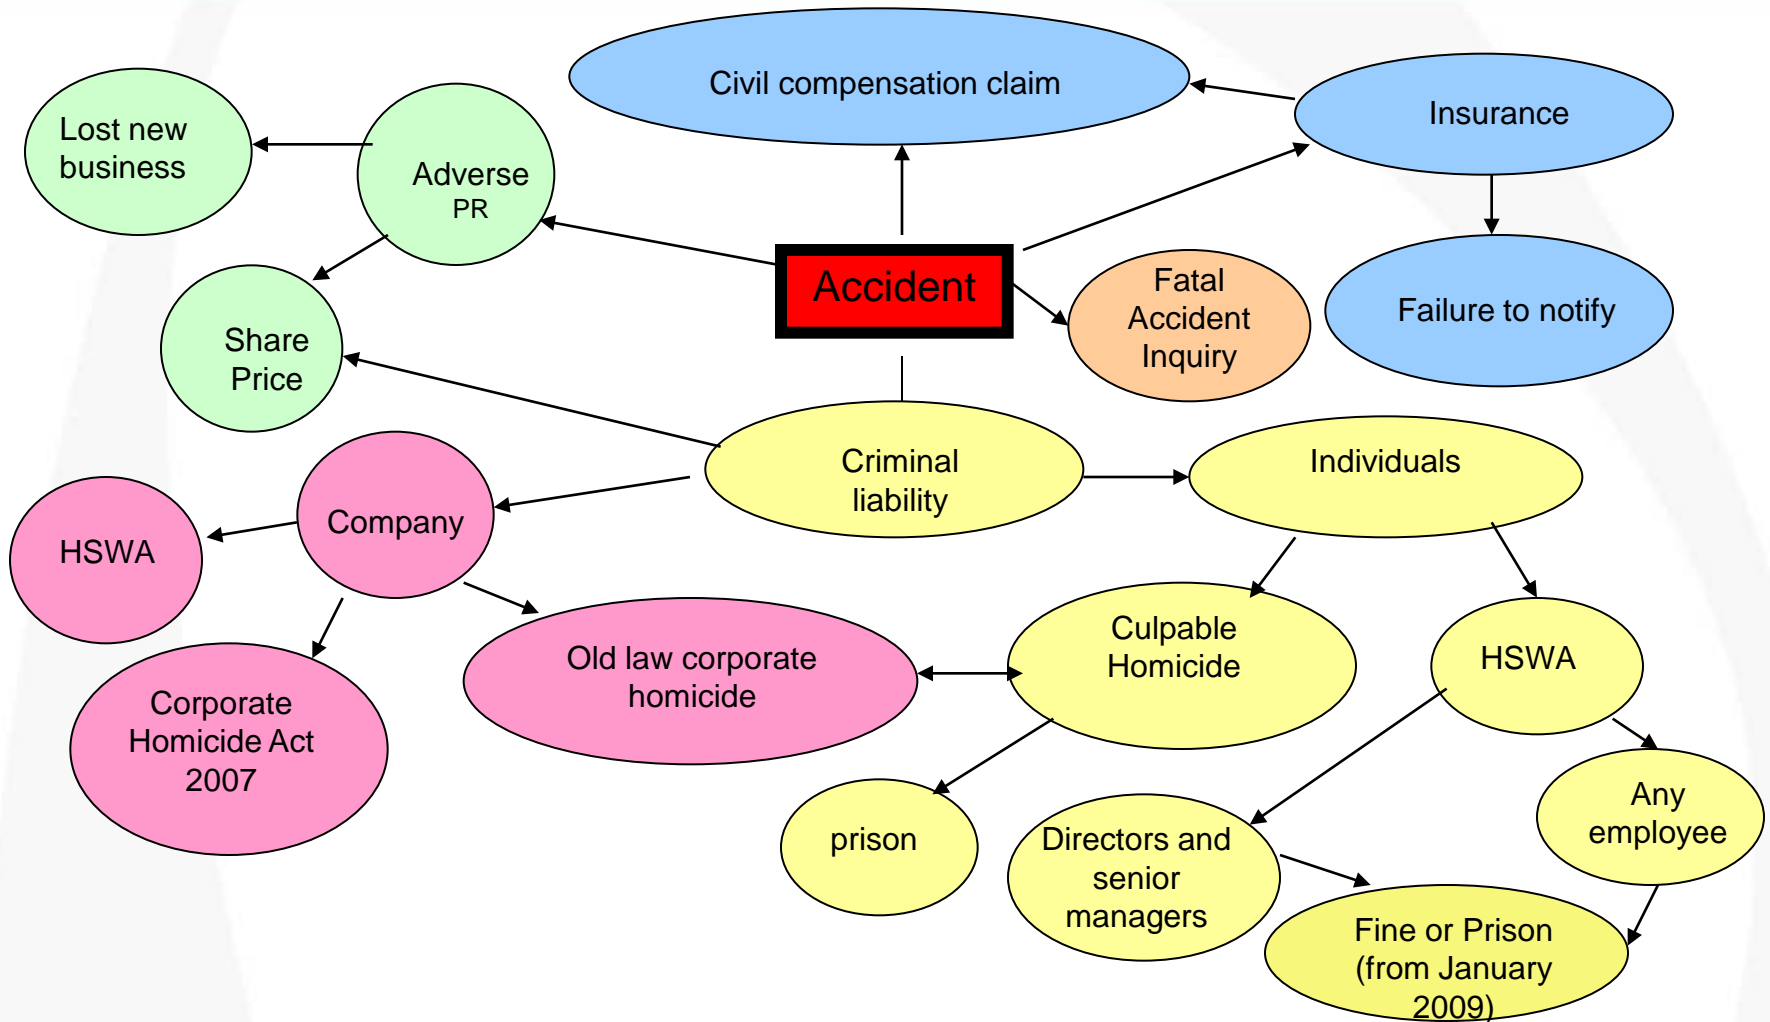 Civil compensation claim
Insurance
Lost new
business
Adverse
PR
Accident
Fatal
Accident
Inquiry
Failure to notify
Share
Price
Criminal
liability
Individuals
Company
HSWA
Culpable
Homicide
HSWA
Old law corporate
homicide
Corporate
Homicide Act
2007
prison
Directors and
senior
managers
Any
employee
Fine or Prison
(from January
2009)